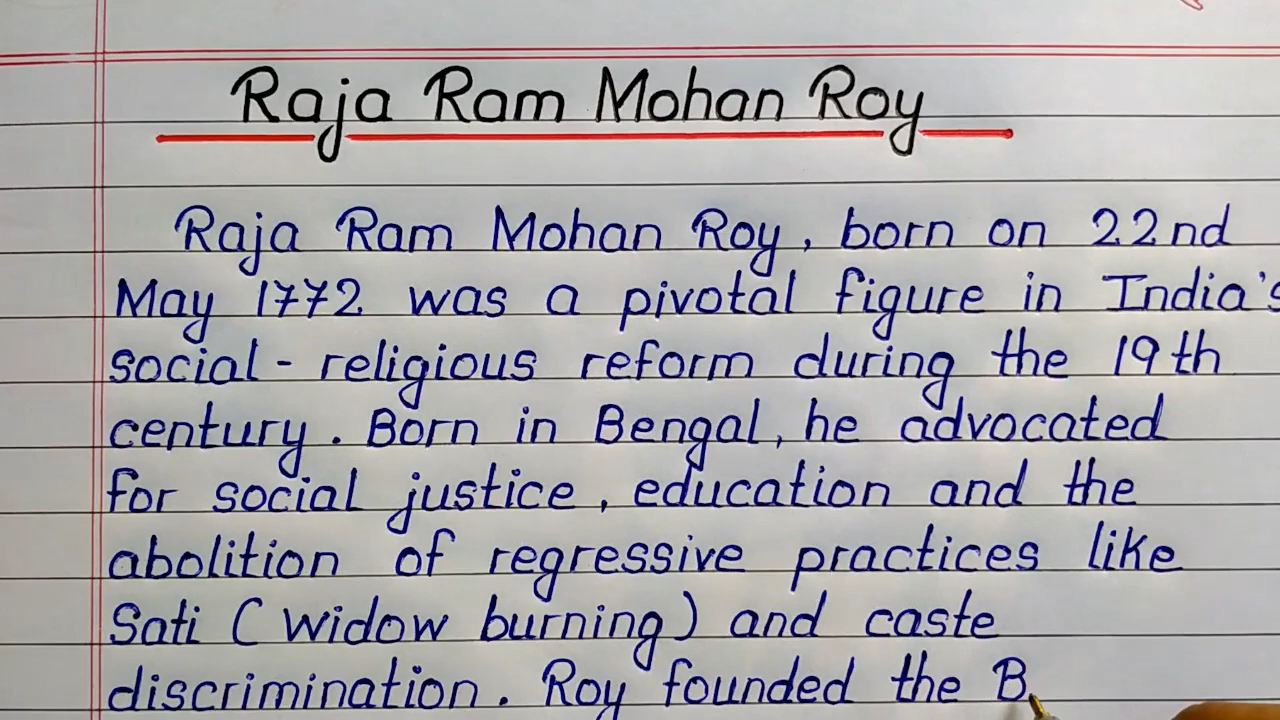 Raja Ram Mohan Roy
Raja Ram Mohan Roy, born on 22nd
May 1772 was a pivotal figure in India's
social - religious reform during the 19th
century. Born in Bengal, he advocated
for social justice, education and the
abolition of regressive practices like
Sati (widow burning) and caste
discrimination. Roy founded the B